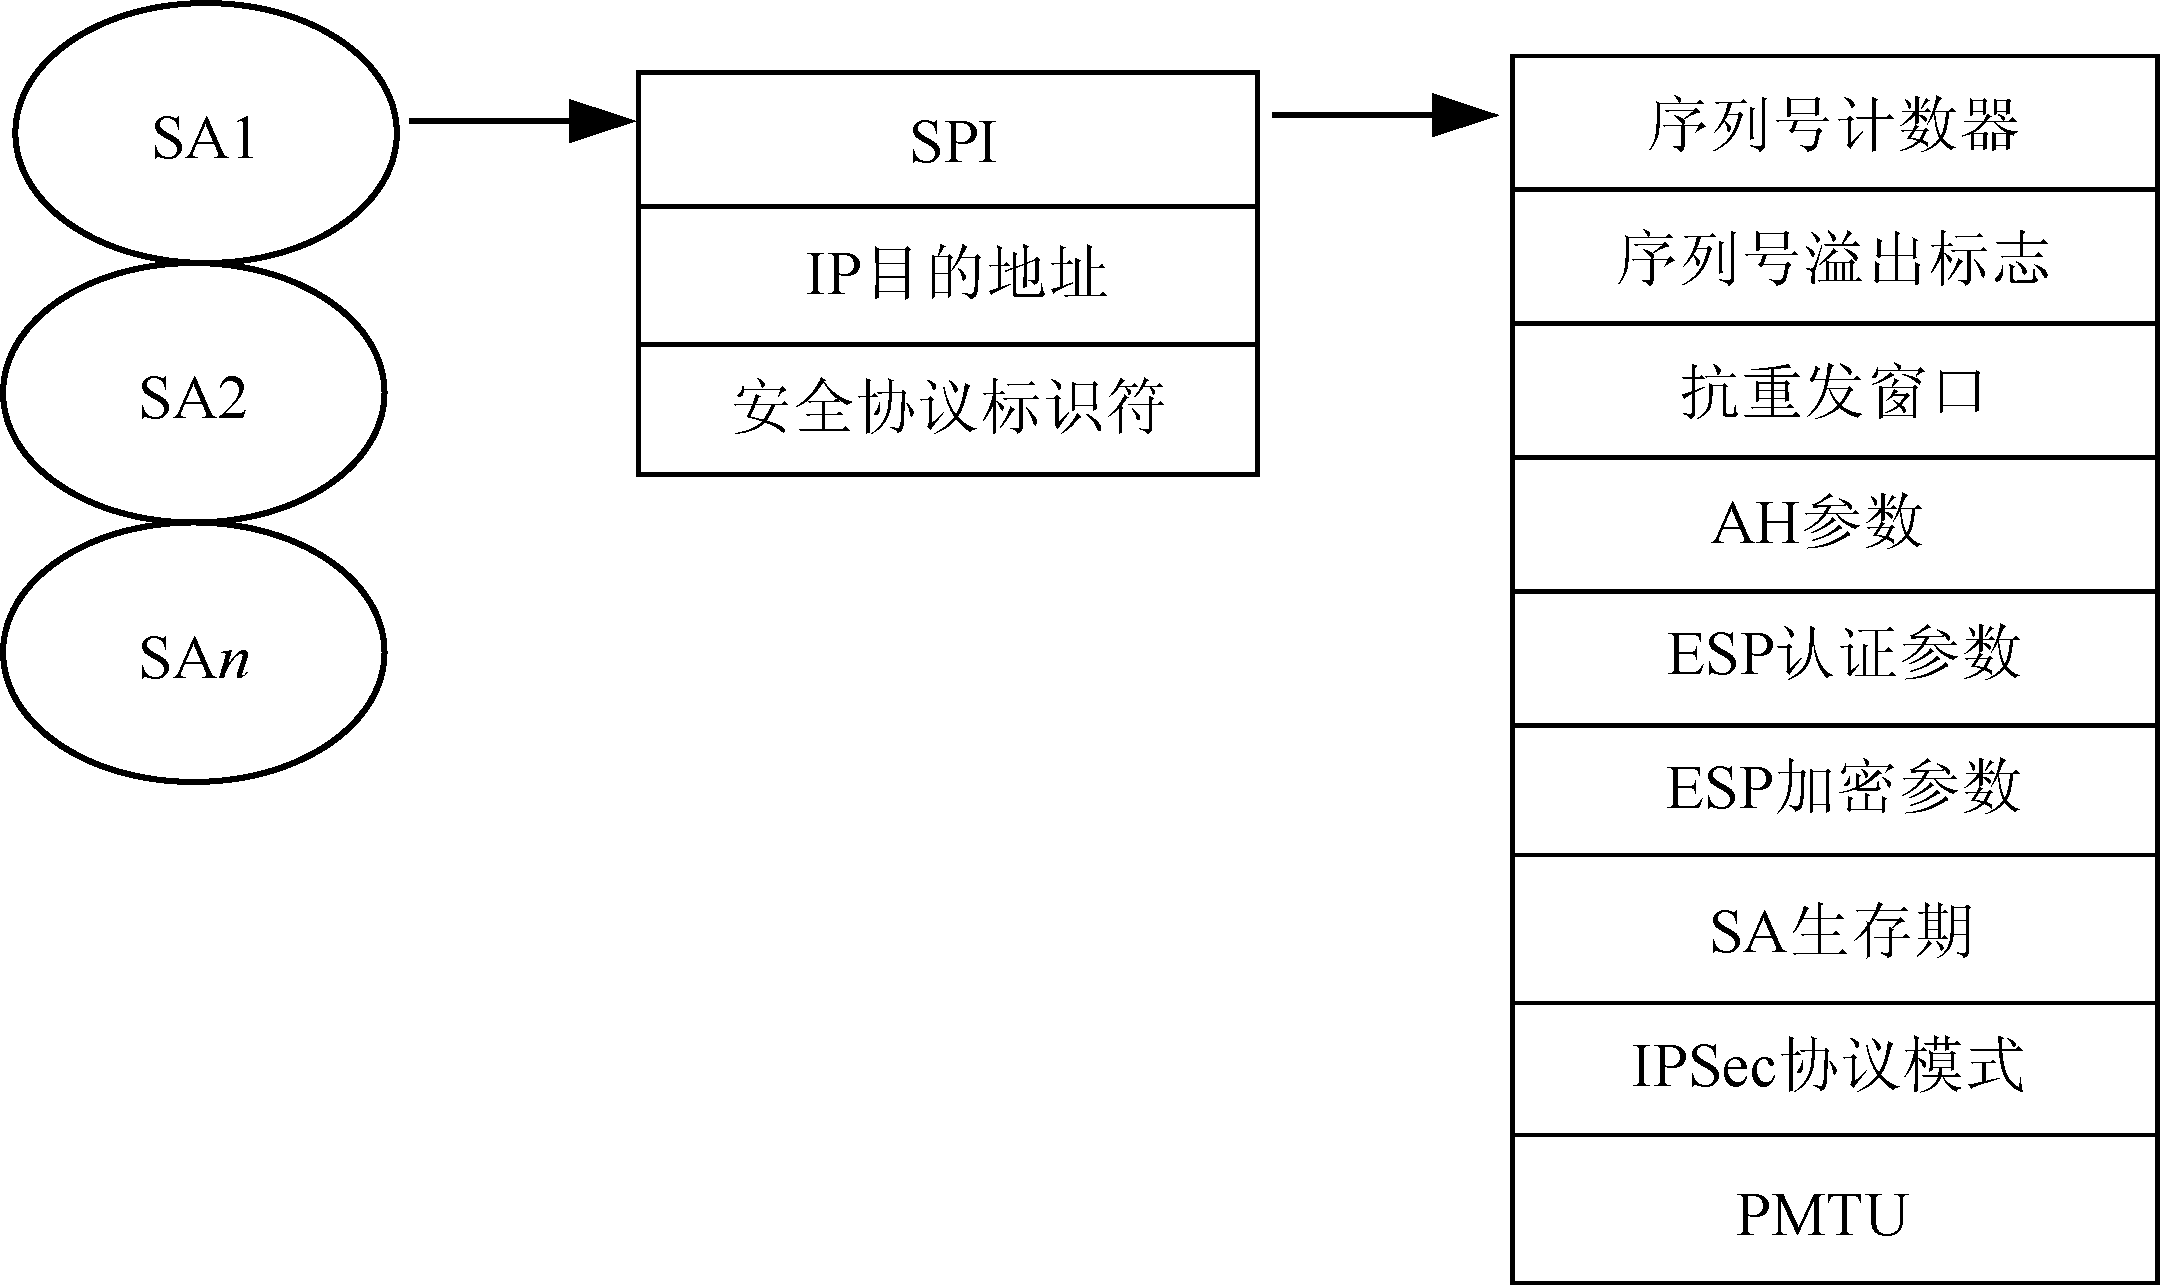 SA1
SA2
SAn
SPI
IP目的地址
安全协议标识符
序列号计数器
序列号溢出标志
抗重发窗口
AH参数
ESP认证参数
ESP加密参数
SA生存期
IPSec协议模式
PMTU